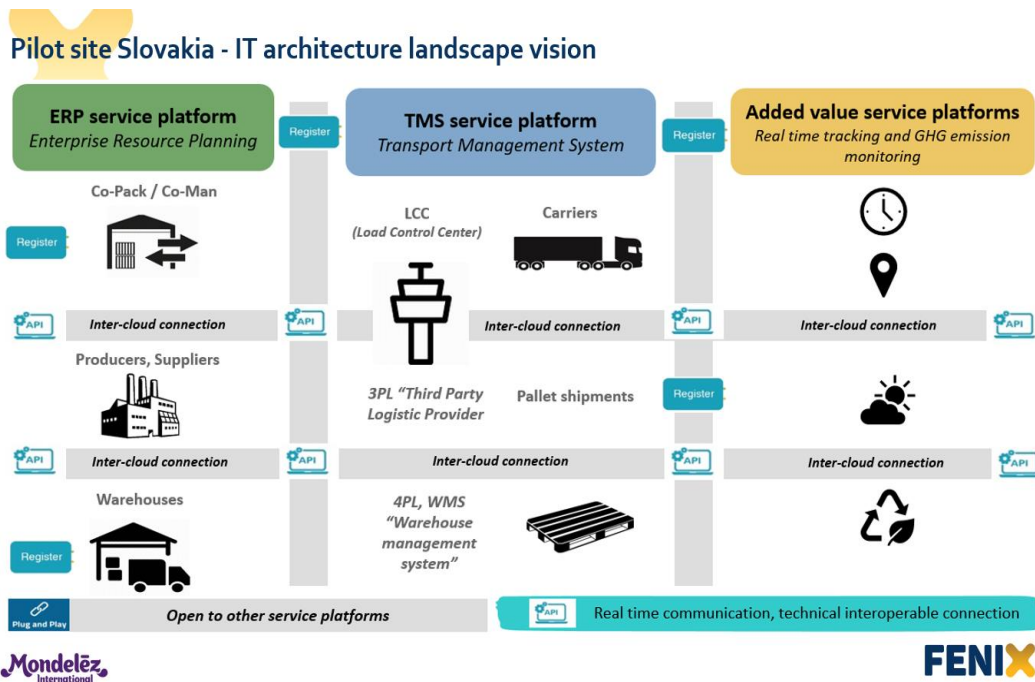 Pilot site Slovakia - IT architecture landscape vision
ERP service platform
Enterprise Resource Planning
Register
TMS service platform
Transport Management System
Register
Added value service platforms
Real time tracking and GHG emission
monitoring
Co-Pack / Co-Man
Register
LCC
(Load Control Center)
Carriers
API
Inter-cloud connection
API
Inter-cloud connection
API
Inter-cloud connection
API
Producers, Suppliers
3PL “Third Party
Logistic Provider
Pallet shipments
Register
API
Inter-cloud connection
API
Inter-cloud connection
API
Inter-cloud connection
API
Warehouses
Register
4PL, WMS
“Warehouse
management
system”
Plug and Play
Open to other service platforms
API
Real time communication, technical interoperable connection
Mondelēz
International
FENIX